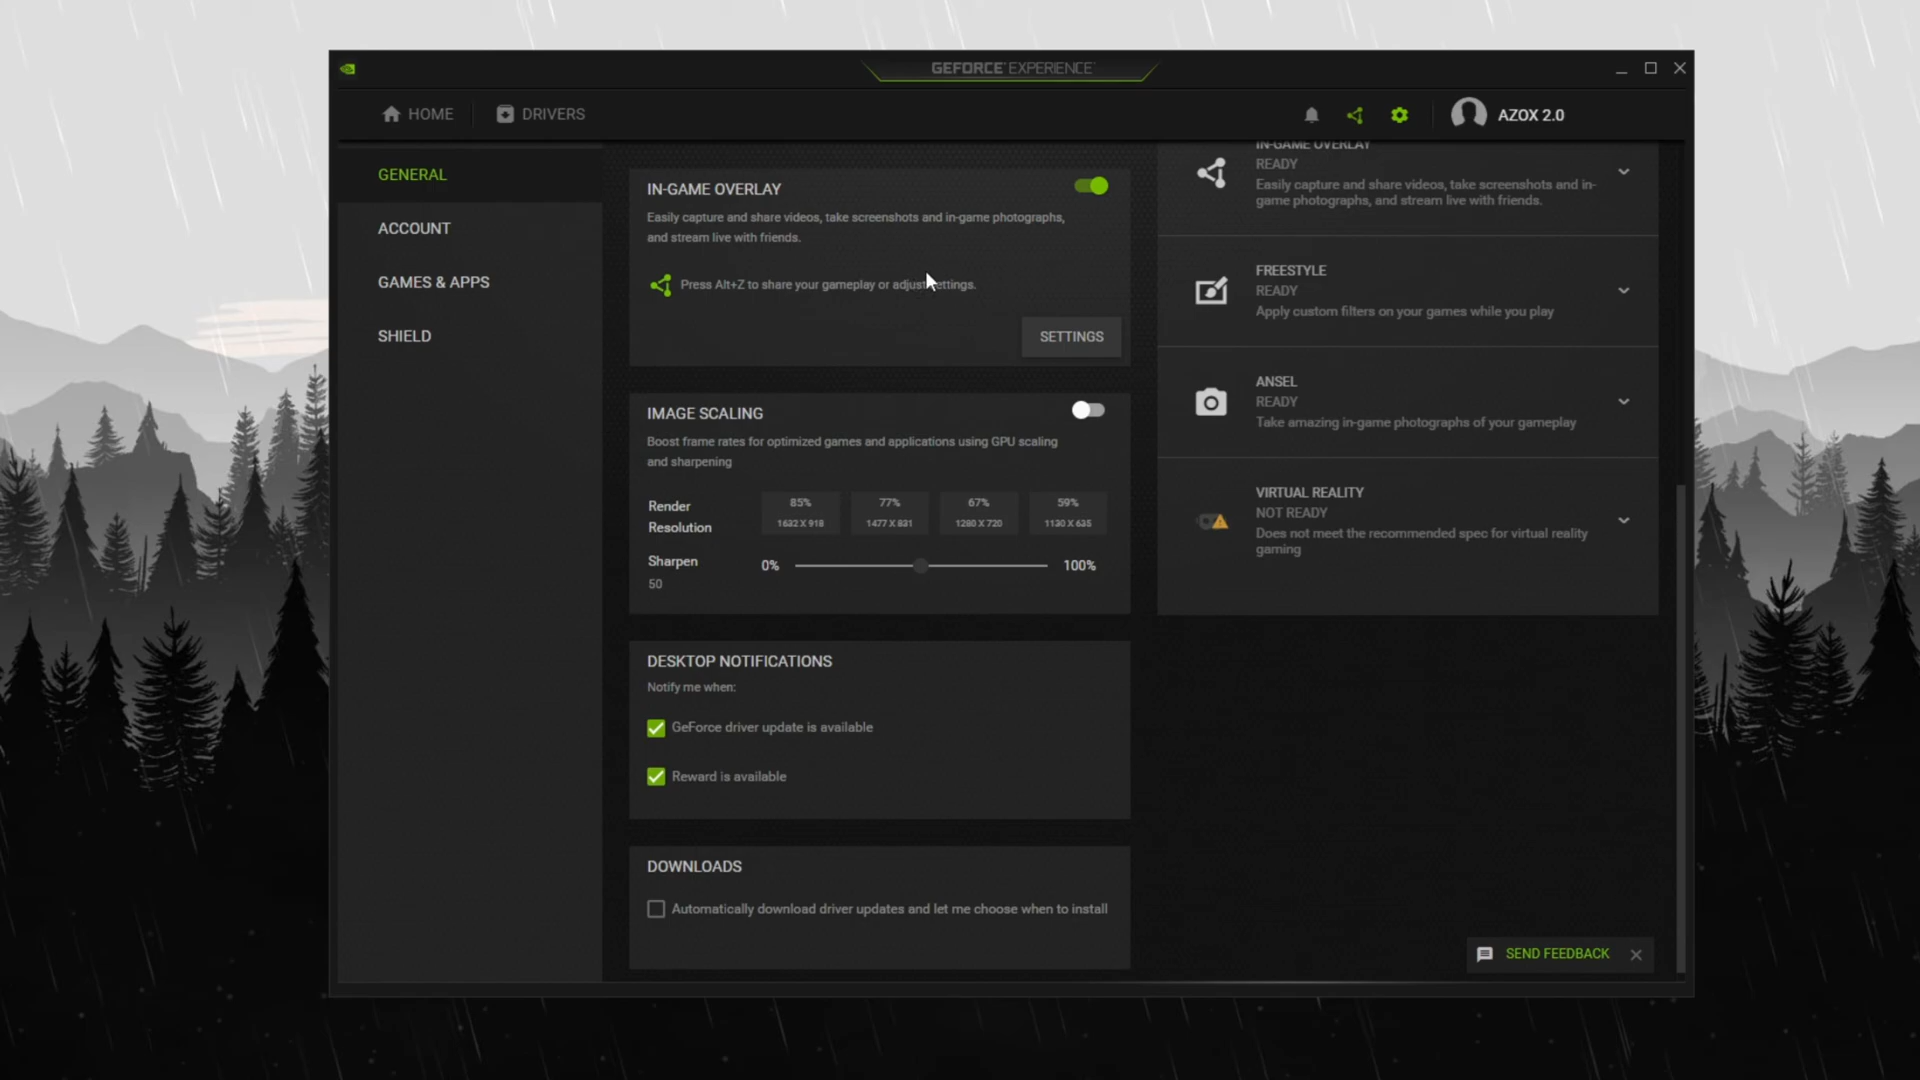 GEFORCE EXPERIENCE
HOME
DRIVERS
AZOX 2.0
GENERAL
ACCOUNT
GAMES & APPS
SHIELD
IN-GAME OVERLAY
Easily capture and share videos, take screenshots and in-game photographs,
and stream live with friends.
Press Alt+Z to share your gameplay or adjust settings.
SETTINGS
IMAGE SCALING
Boost frame rates for optimized games and applications using GPU scaling
and sharpening
Render
Resolution
85%
1632 X 918
77%
1477 X 831
67%
1280 X 720
59%
1130 X 635
Sharpen
50
0%
100%
DESKTOP NOTIFICATIONS
Notify me when:
GeForce driver update is available
Reward is available
DOWNLOADS
Automatically download driver updates and let me choose when to install
IN-GAME OVERLAY
READY
Easily capture and share videos, take screenshots and in-
game photographs, and stream live with friends.
FREESTYLE
READY
Apply custom filters on your games while you play
ANSEL
READY
Take amazing in-game photographs of your gameplay
VIRTUAL REALITY
NOT READY
Does not meet the recommended spec for virtual reality
gaming
SEND FEEDBACK